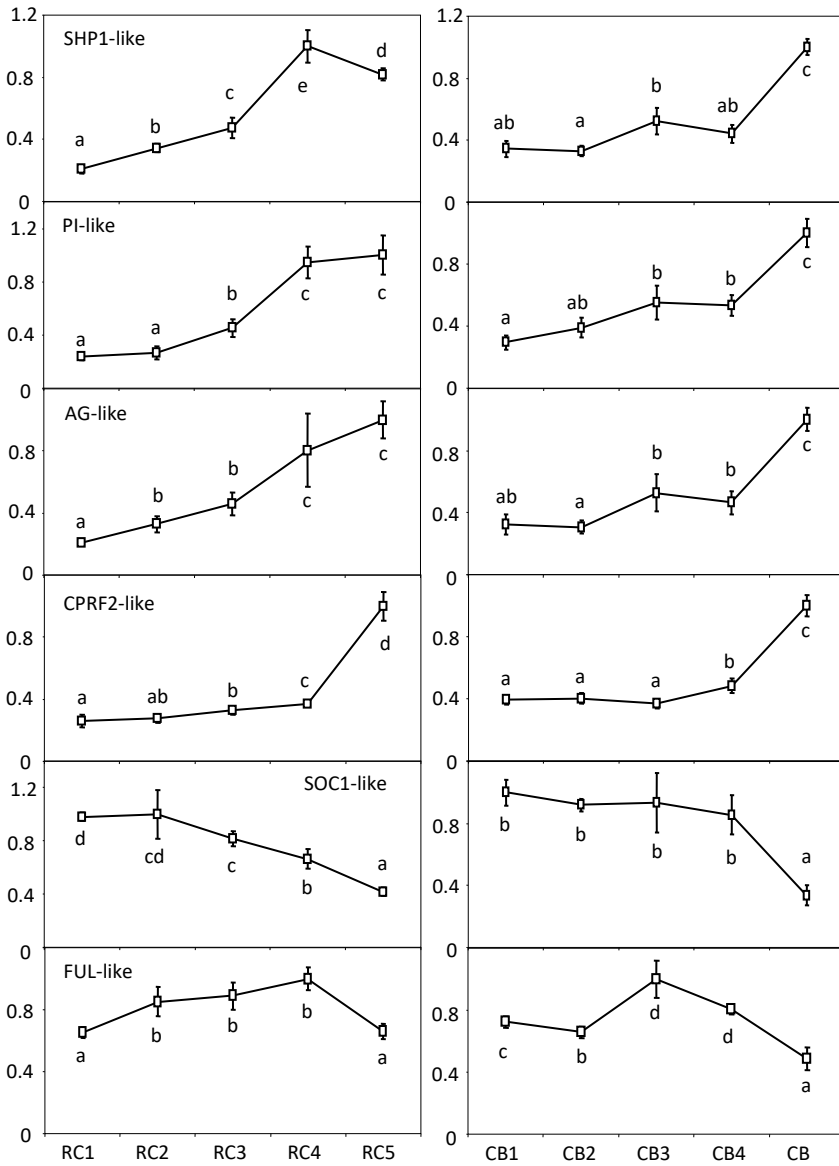 1.2
SHP1-like
0.8
0.4
0
a
b
c
e
d
1.2
0.8
0.4
0
ab
a
b
ab
c
PI-like
1.2
0.8
0.4
0
a
a
b
c
c
0.8
0.4
0
a
ab
b
b
c
AG-like
0.8
0.4
0
a
b
b
c
c
0.8
0.4
0
ab
a
b
b
c
CPRF2-like
0.8
0.4
0
a
ab
b
c
d
0.8
0.4
0
a
a
a
b
c
SOC1-like
1.2
0.8
0.4
0
d
cd
c
b
a
0.8
0.4
0
b
b
b
b
a
FUL-like
0.8
0.4
0
a
b
b
b
a
0.8
0.4
0
c
b
d
d
a
RC1 RC2 RC3 RC4 RC5
CB1 CB2 CB3 CB4 CB